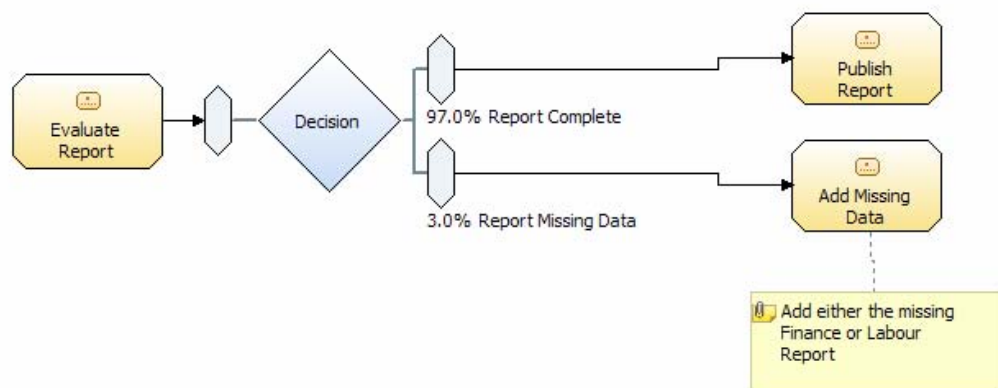 Evaluate
Report
Decision
97.0% Report Complete
3.0% Report Missing Data
Publish
Report
Add Missing
Data
Add either the missing
Finance or Labour
Report